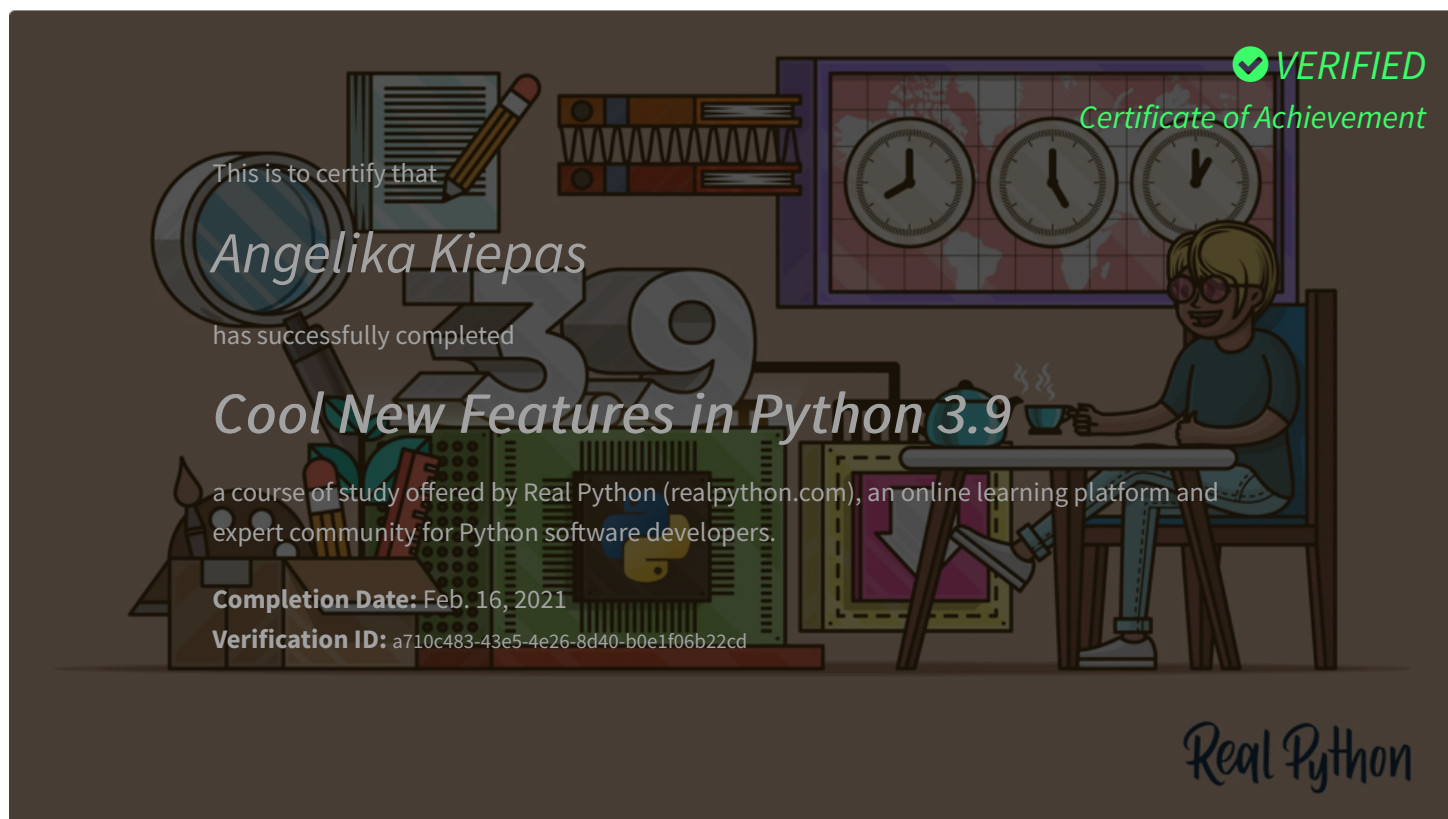 VERIFIED
Certificate of Achievement
This is to certify that
Angelika Kiepas
has successfully completed
3.9
Cool New Features in Python 3.9
a course of study offered by Real Python (realpython.com), an online learning platform and
expert community for Python software developers.
Completion Date: Feb. 16, 2021
Verification ID: a710c483-43e5-4e26-8d40-b0e1f06b22cd
Real Python